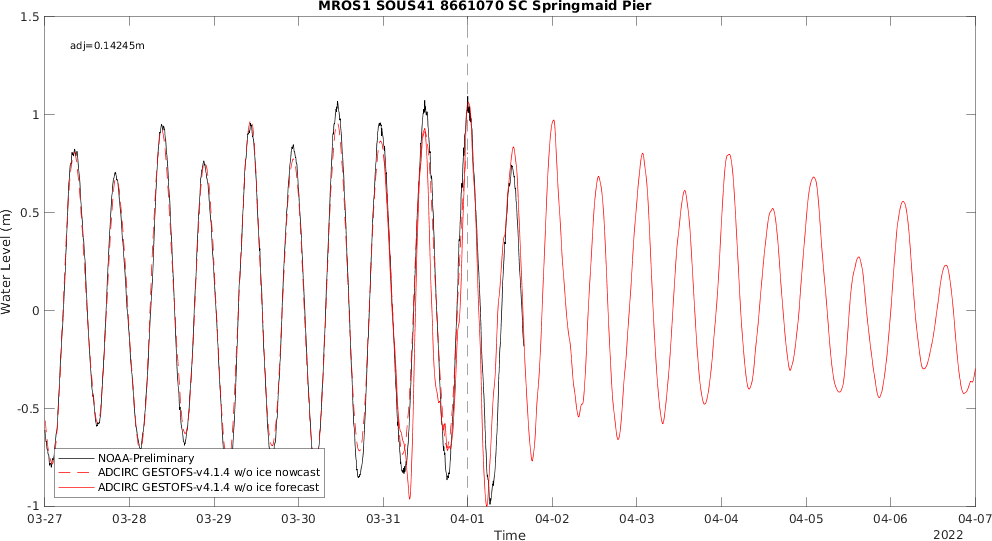 MROS1 SOUS41 8661070 SC Springmaid Pier
1.5
adj=0.14245m
1
0.5
Water Level (m)
0
-0.5
NOAA-Preliminary
ADCIRC GESTOFS-v4.1.4 w/o ice nowcast
ADCIRC GESTOFS-v4.1.4 w/o ice forecast
-1
03-27 03-28 03-29 03-30 03-31 04-01 04-02 04-03 04-04 04-05 04-06 04-07
Time
2022